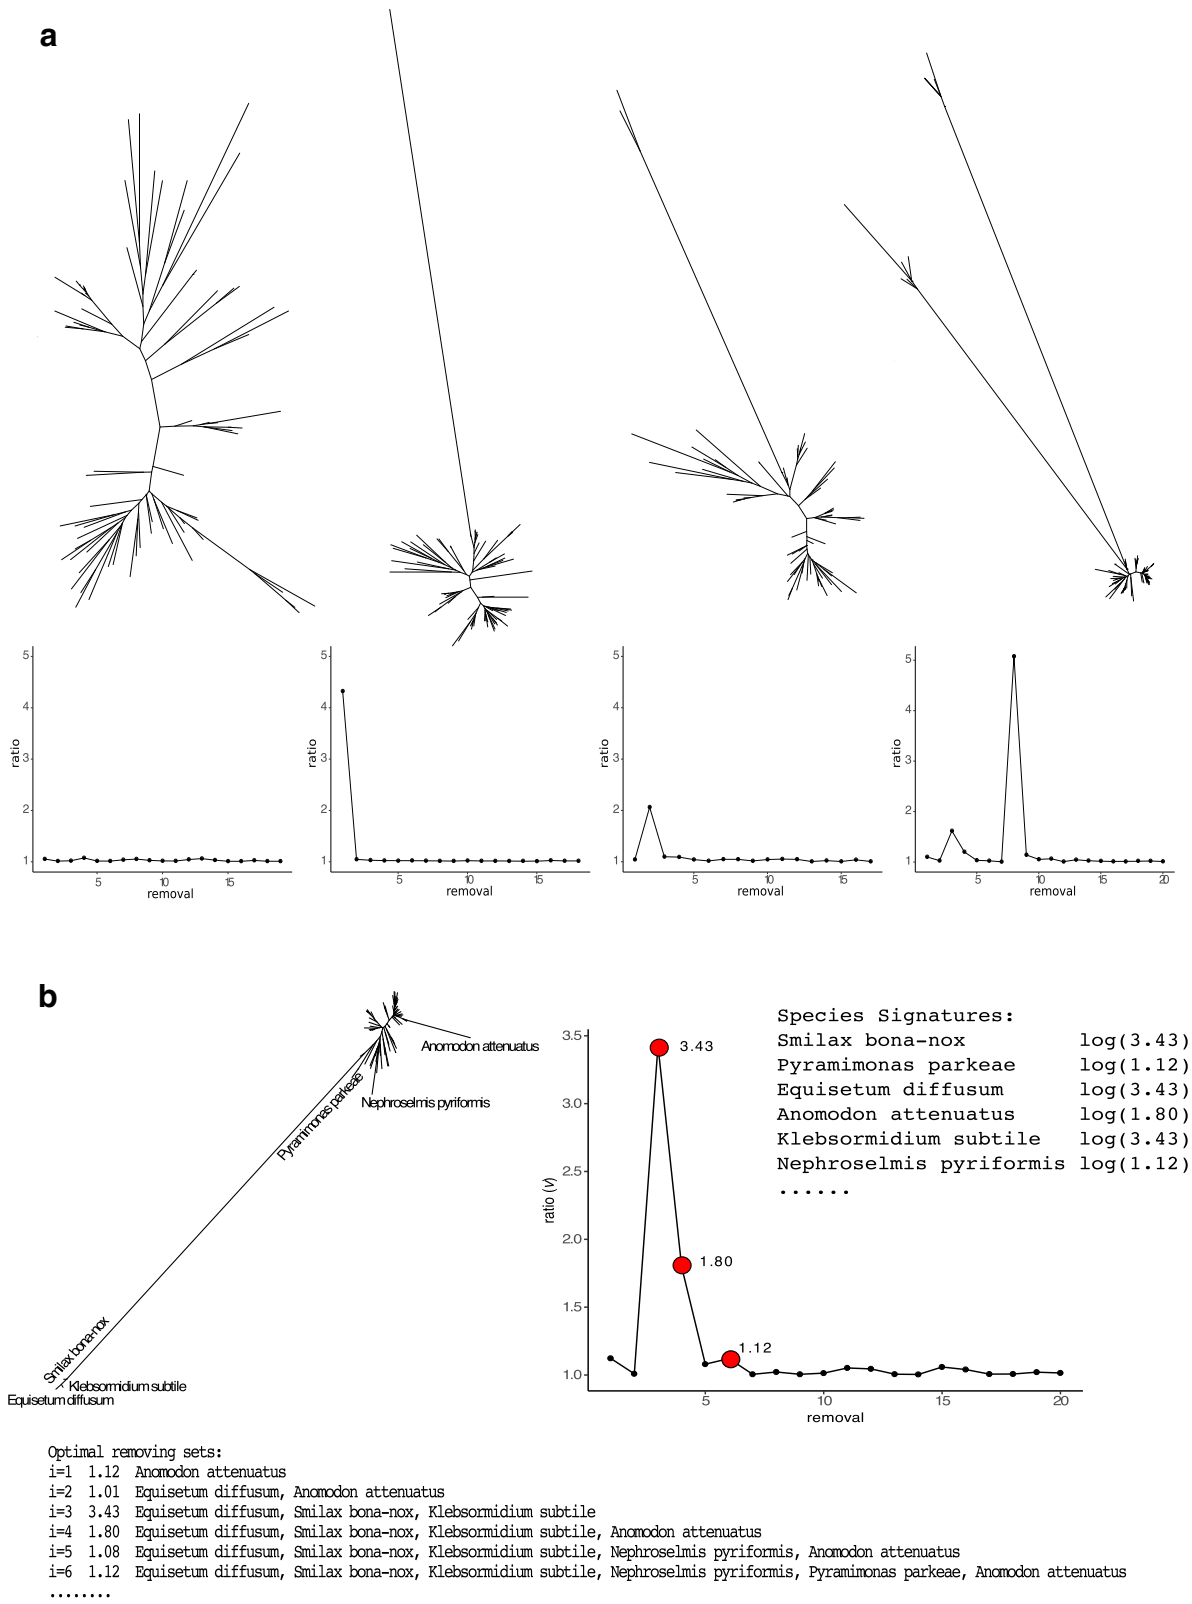 a
5
4
3
2
1
ratio
5
10
15
removal
5
4
3
2
1
ratio
5
10
15
removal
5
4
3
2
1
ratio
5
10
15
removal
5
4
3
2
1
ratio
5
10
15
20
removal
b
Anomodon attenuatus
Nephroselmis pyriformis
Pyramimonas parkeae
Smilax bona-nox
Klebsormidium subtile
Equisetum diffusum
3.5
3.0
2.5
2.0
1.5
1.0
ratio (v)
3.43
1.80
1.12
5
10
15
20
removal
Species Signatures:
Smilax bona-nox log(3.43)
Pyramimonas parkeae log(1.12)
Equisetum diffusum log(3.43)
Anomodon attenuatus log(1.80)
Klebsormidium subtile log(3.43)
Nephroselmis pyriformis log(1.12)
......
Optimal removing sets:
i=1 1.12 Anomodon attenuatus
i=2 1.01 Equisetum diffusum, Anomodon attenuatus
i=3 3.43 Equisetum diffusum, Smilax bona-nox, Klebsormidium subtile
i=4 1.80 Equisetum diffusum, Smilax bona-nox, Klebsormidium subtile, Anomodon attenuatus
i=5 1.08 Equisetum diffusum, Smilax bona-nox, Klebsormidium subtile, Nephroselmis pyriformis, Anomodon attenuatus
i=6 1.12 Equisetum diffusum, Smilax bona-nox, Klebsormidium subtile, Nephroselmis pyriformis, Pyramimonas parkeae, Anomodon attenuatus
........